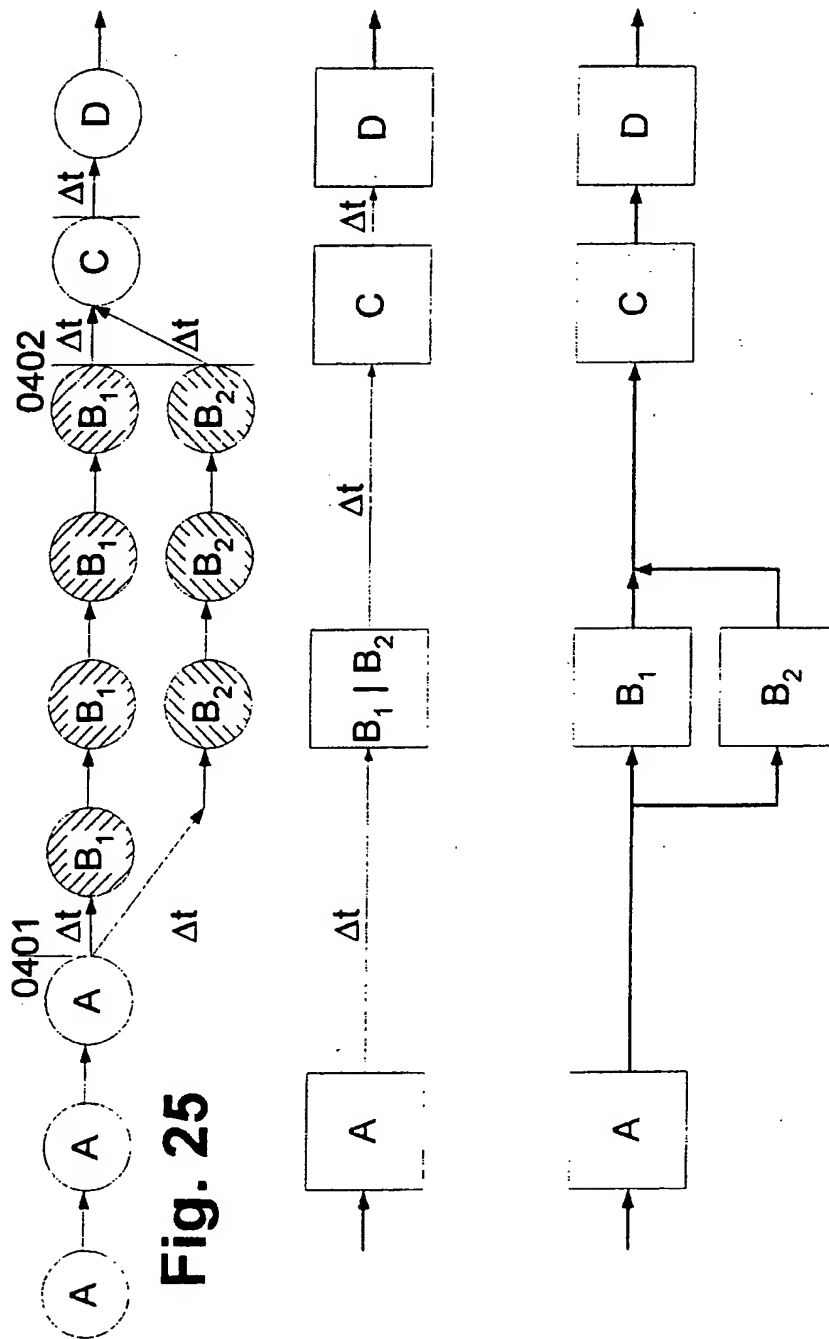 0401
0402
A
A
A
Δt
B₁
B₁
B₁
B₁
Δt
C
Δt
D
Δt
B₂
B₂
B₂
Δt
Fig. 25
A
Δt
B₁ | B₂
Δt
C
Δt
D
A
B₁
B₂
C
D